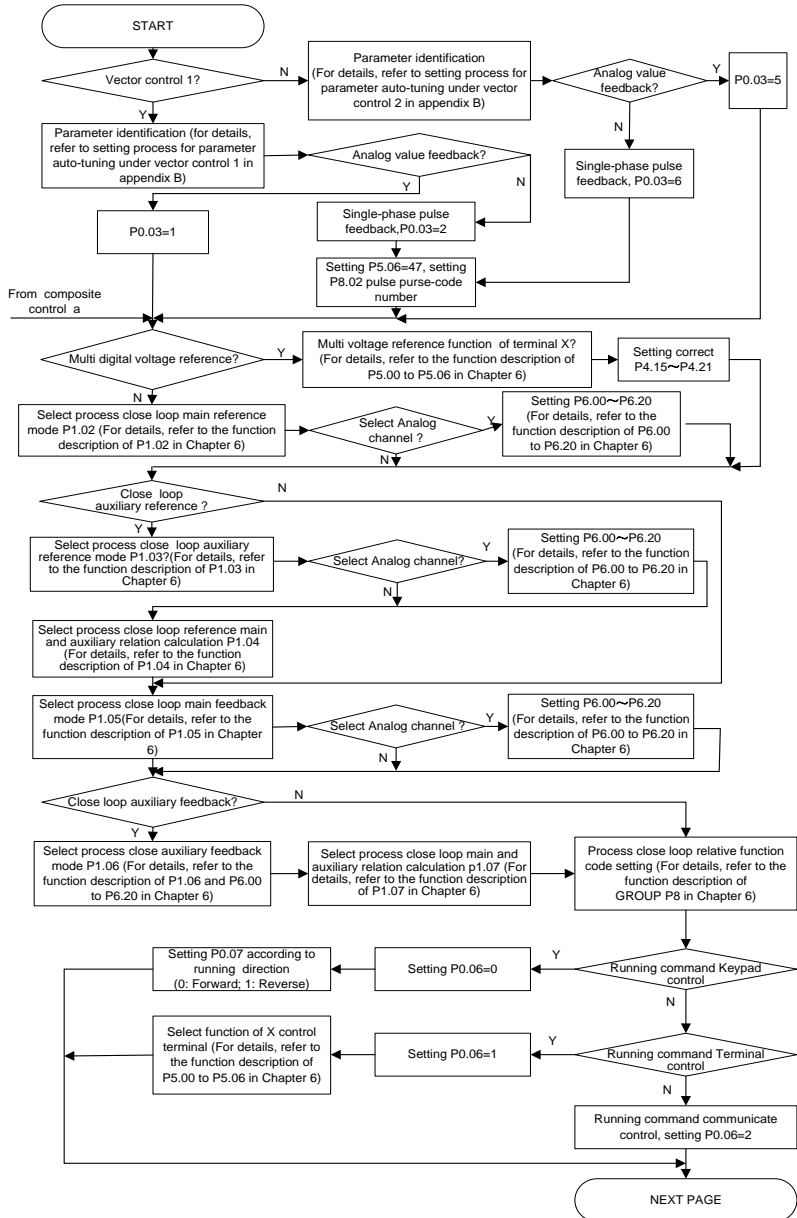 START
Vector control 1?
N
Parameter identification
(For details, refer to setting process for
parameter auto-tuning under vector
control 2 in appendix B)
Analog value
feedback?
Y
P0.03=5
Y
N
Parameter identification (for details,
refer to setting process for parameter
auto-tuning under vector control 1 in
appendix B)
Analog value feedback?
Y
N
Single-phase pulse
feedback, P0.03=6
P0.03=1
Single-phase pulse
feedback,P0.03=2
Setting P5.06=47, setting
P8.02 pulse purse-code
number
From composite
control a
Multi digital voltage reference?
Y
Multi voltage reference function of terminal X?
(For details, refer to the function description of
P5.00 to P5.06 in Chapter 6)
Setting correct
P4.15～P4.21
N
Select process close loop main reference
mode P1.02 (For details, refer to the function
description of P1.02 in Chapter 6)
Select Analog
channel ?
Y
Setting P6.00～P6.20
(For details, refer to the
function description of P6.00
to P6.20 in Chapter 6)
N
Close loop
auxiliary reference ?
N
Y
Select process close loop auxiliary
reference mode P1.03?(For details, refer
to the function description of P1.03 in
Chapter 6)
Select Analog channel?
Y
Setting P6.00～P6.20
(For details, refer to the function
description of P6.00 to P6.20 in
Chapter 6)
N
Select process close loop reference main
and auxiliary relation calculation P1.04
(For details, refer to the function
description of P1.04 in Chapter 6)
Select process close loop main feedback
mode P1.05(For details, refer to the
function description of P1.05 in Chapter
6)
Select Analog channel ?
Y
Setting P6.00～P6.20
(For details, refer to the function
description of P6.00 to P6.20 in
Chapter 6)
N
Close loop auxiliary feedback?
N
Y
Select process close auxiliary feedback
mode P1.06 (For details, refer to the
function description of P1.06 and P6.00
to P6.20 in Chapter 6)
Select process close loop main and
auxiliary relation calculation p1.07 (For
details, refer to the function description
of P1.07 in Chapter 6)
Process close loop relative function
code setting (For details, refer to the
function description of
GROUP P8 in Chapter 6)
Setting P0.07 according to
running direction
(0: Forward; 1: Reverse)
Setting P0.06=0
Y
Running command Keypad
control
N
Select function of X control
terminal (For details, refer to
the function description of
P5.00 to P5.06 in Chapter 6)
Setting P0.06=1
Y
Running command Terminal
control
N
Running command communicate
control, setting P0.06=2
NEXT PAGE